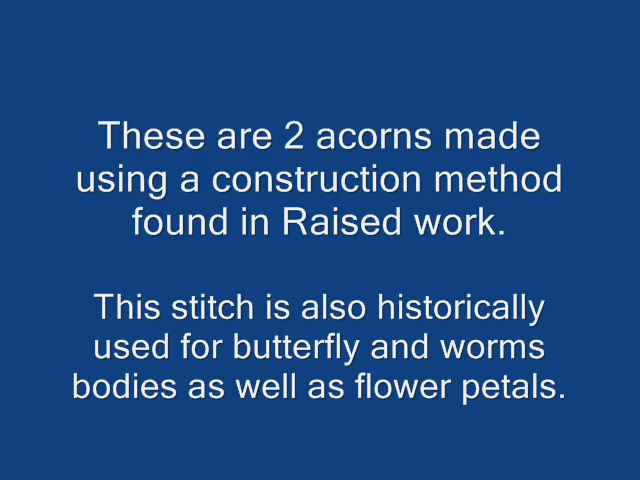 These are 2 acorns made
using a construction method
found in Raised work.
This stitch is also historically
used for butterfly and worms
bodies as well as flower petals.